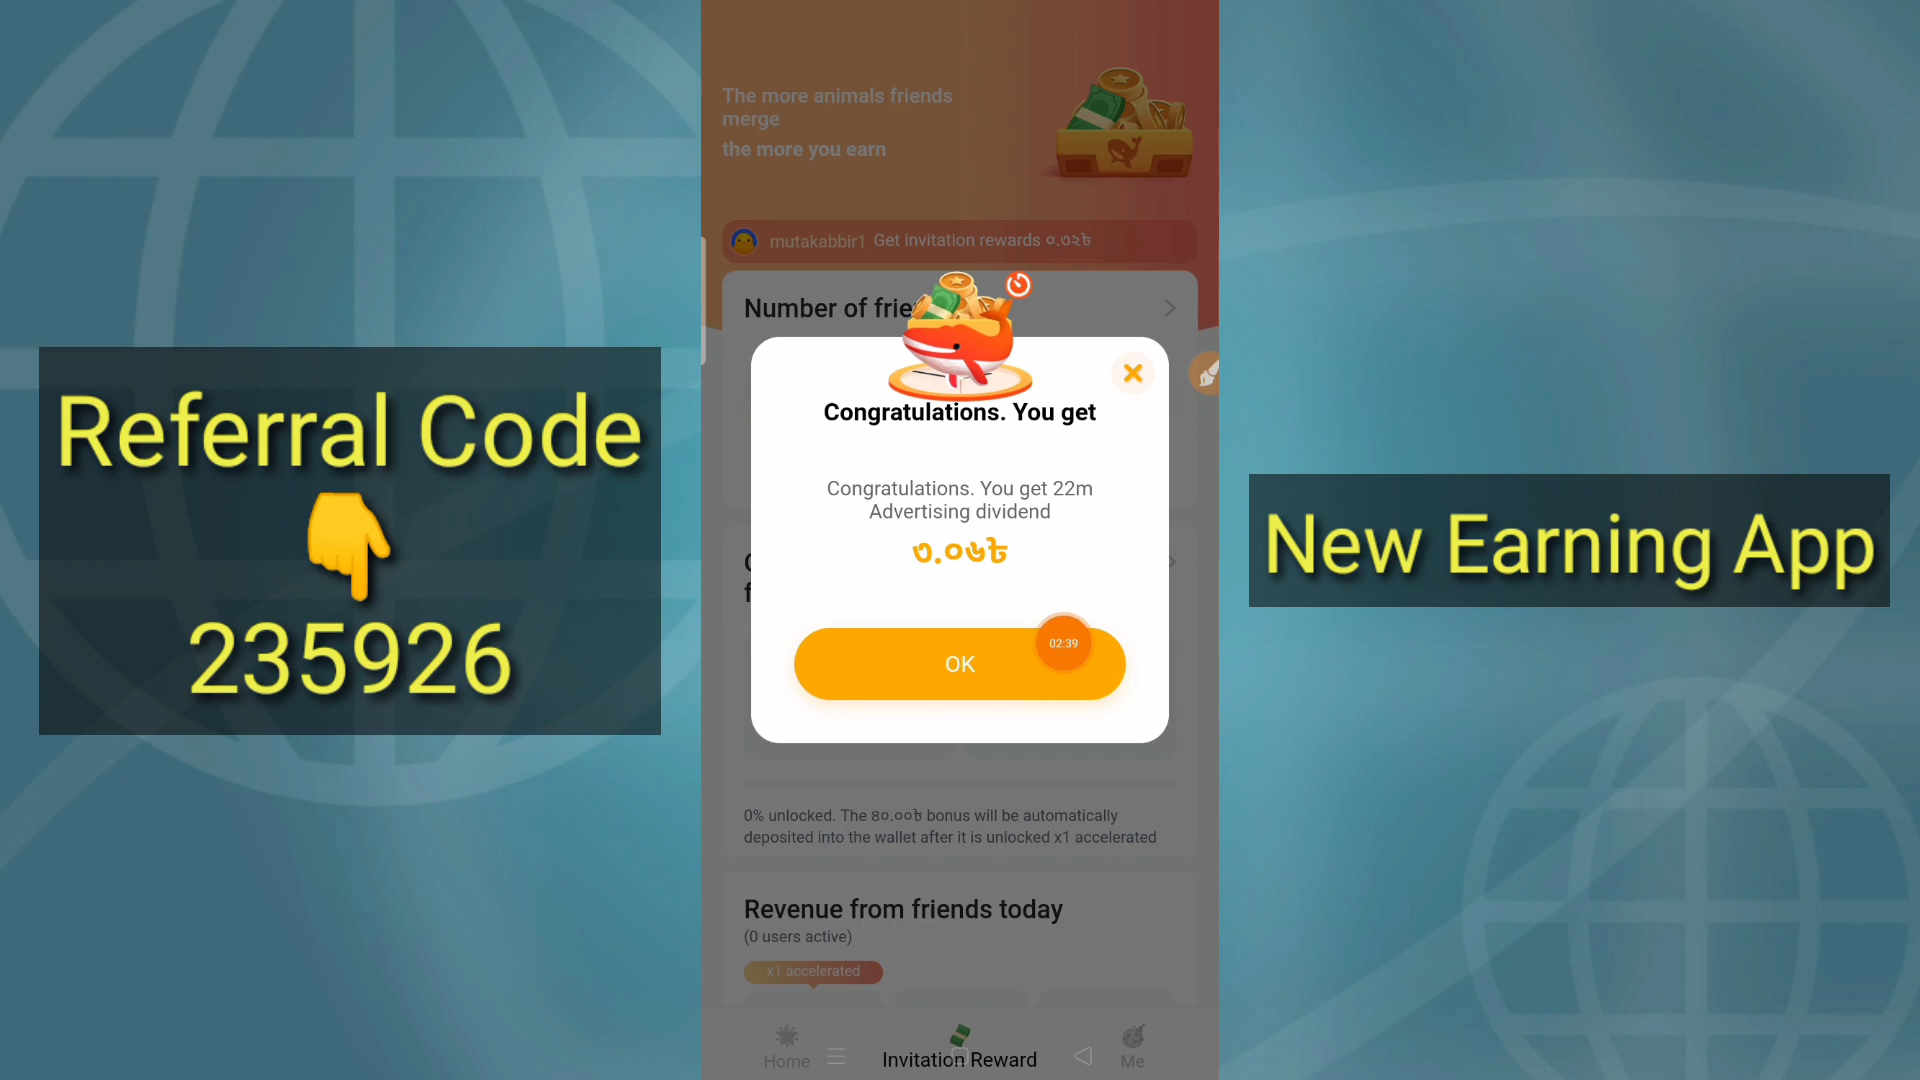 Referral Code
👇
235926
The more animals friends
merge
the more you earn
mutakabbir1 Get invitation rewards ০.৩২৳
Number of frie
Congratulations. You get
Congratulations. You get 22m
Advertising dividend
৩.০৬৳
02:39
OK
0% unlocked. The ৪০.০০৳ bonus will be automatically
deposited into the wallet after it is unlocked x1 accelerated
Revenue from friends today
(0 users active)
x1 accelerated
Home
Invitation Reward
Me
New Earning App